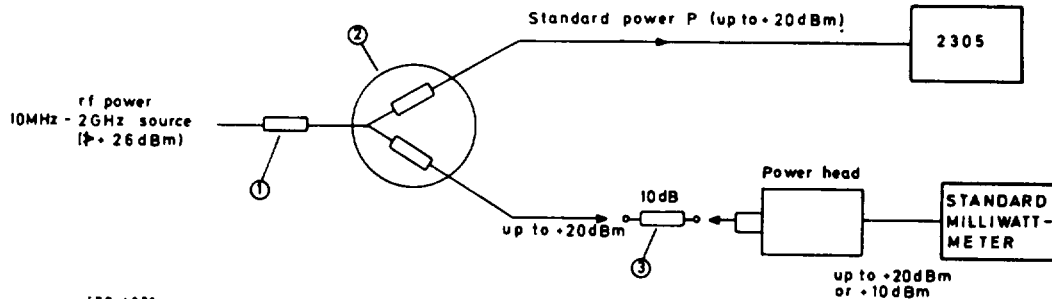 Standard power P (up to +20dBm)
2305
②
rf power
10MHz - 2GHz source
(≯+ 26dBm)
①
Power head
10dB
up to +20dBm
③
STANDARD
MILLIWATT-
METER
up to +20dBm
or +10dBm